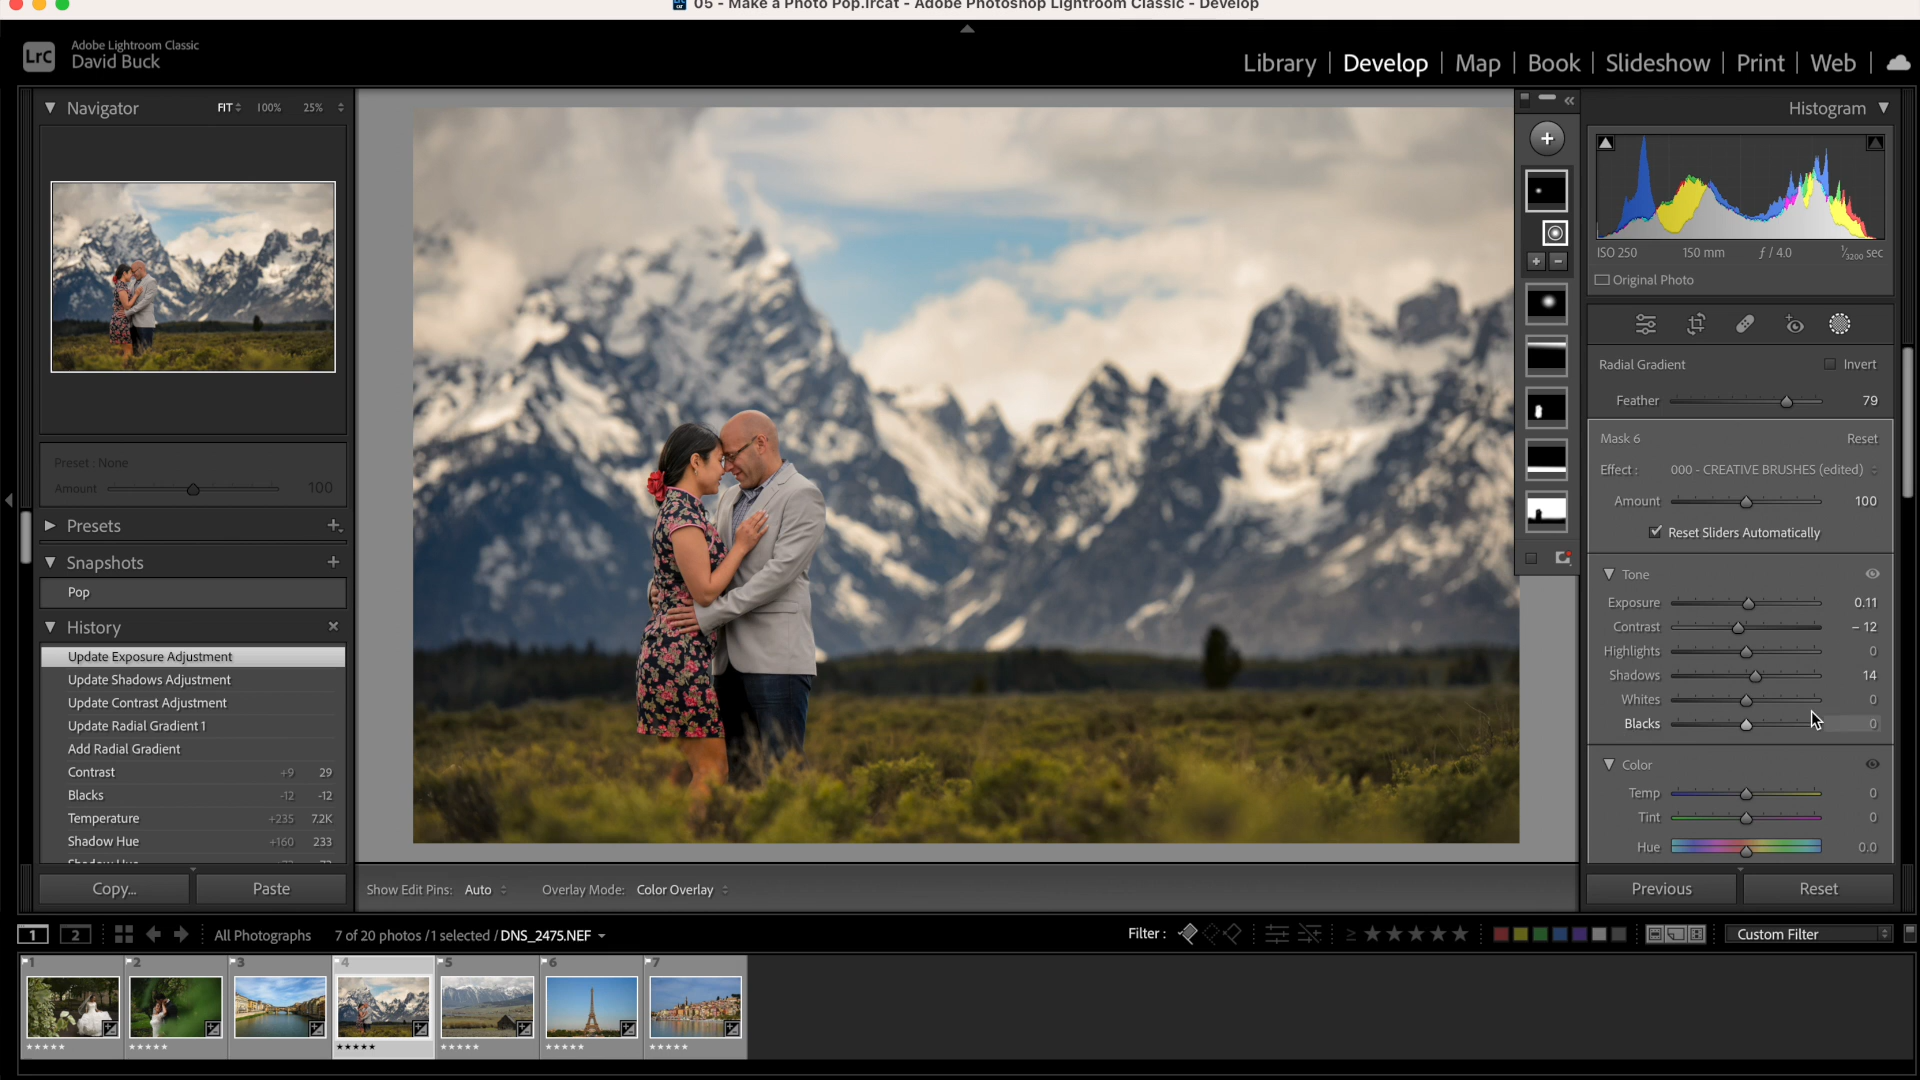 05 - Make a Photo Pop.lrcat - Adobe Photoshop Lightroom Classic - Develop
LrC
Adobe Lightroom Classic
David Buck
Library | Develop | Map | Book | Slideshow | Print | Web |
Navigator FIT 100% 25%
Preset : None
Amount 100
Presets
Snapshots
Pop
History
Update Exposure Adjustment
Update Shadows Adjustment
Update Contrast Adjustment
Update Radial Gradient 1
Add Radial Gradient
Contrast +9 29
Blacks -12 -12
Temperature +235 7.2K
Shadow Hue +160 233
Copy... Paste
Show Edit Pins: Auto Overlay Mode: Color Overlay
Histogram
ISO 250 150 mm ƒ / 4.0 1/3200 sec
Original Photo
Radial Gradient Invert
Feather 79
Mask 6 Reset
Effect : 000 - CREATIVE BRUSHES (edited)
Amount 100
Reset Sliders Automatically
Tone
Exposure 0.11
Contrast – 12
Highlights 0
Shadows 14
Whites 0
Blacks 0
Color
Temp 0
Tint 0
Hue 0.0
Previous Reset
1 2 All Photographs 7 of 20 photos / 1 selected / DNS_2475.NEF Filter : ≥ ★★★★★ Custom Filter
1 2 3 4 5 6 7